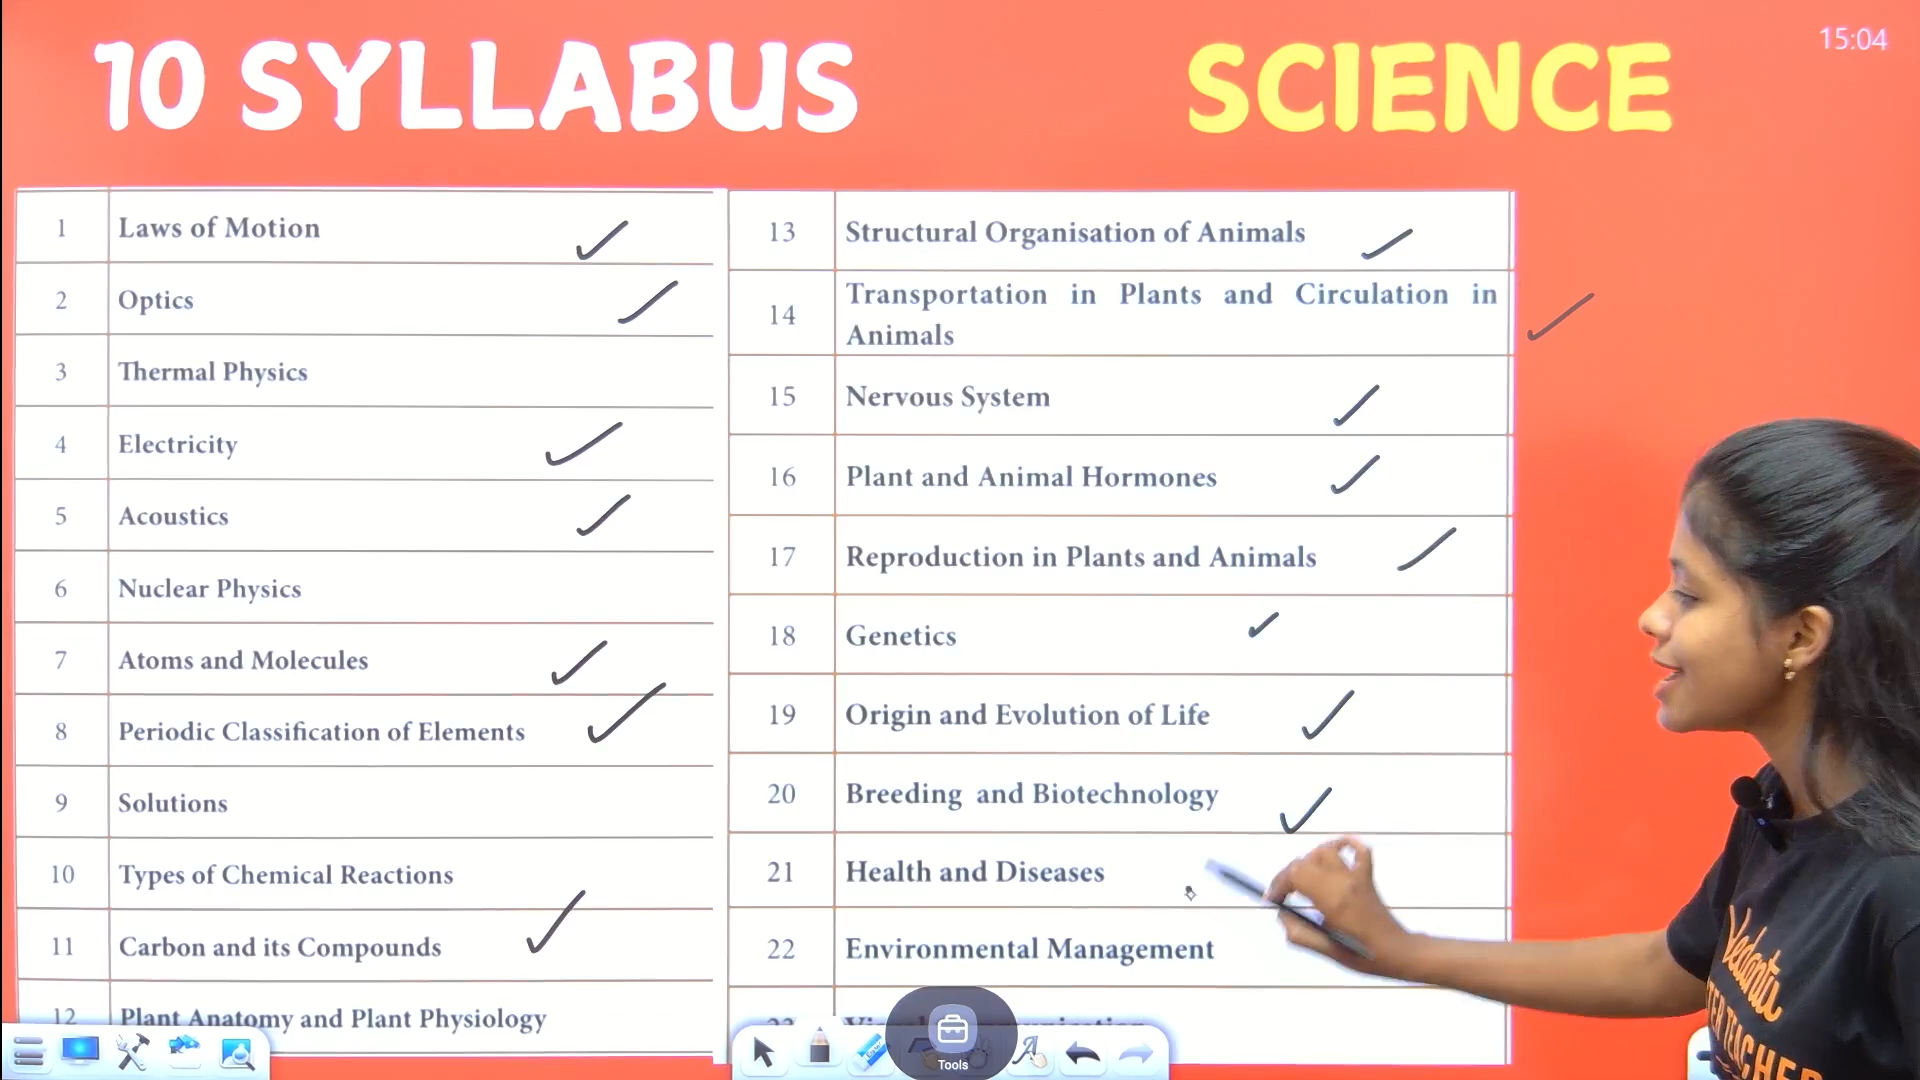 10 SYLLABUS
SCIENCE
15:04
1 Laws of Motion
2 Optics
3 Thermal Physics
4 Electricity
5 Acoustics
6 Nuclear Physics
7 Atoms and Molecules
8 Periodic Classification of Elements
9 Solutions
10 Types of Chemical Reactions
11 Carbon and its Compounds
12 Plant Anatomy and Plant Physiology
13 Structural Organisation of Animals
14 Transportation in Plants and Circulation in
Animals
15 Nervous System
16 Plant and Animal Hormones
17 Reproduction in Plants and Animals
18 Genetics
19 Origin and Evolution of Life
20 Breeding and Biotechnology
21 Health and Diseases
22 Environmental Management
23
Tools
Vedantu
TEACHER